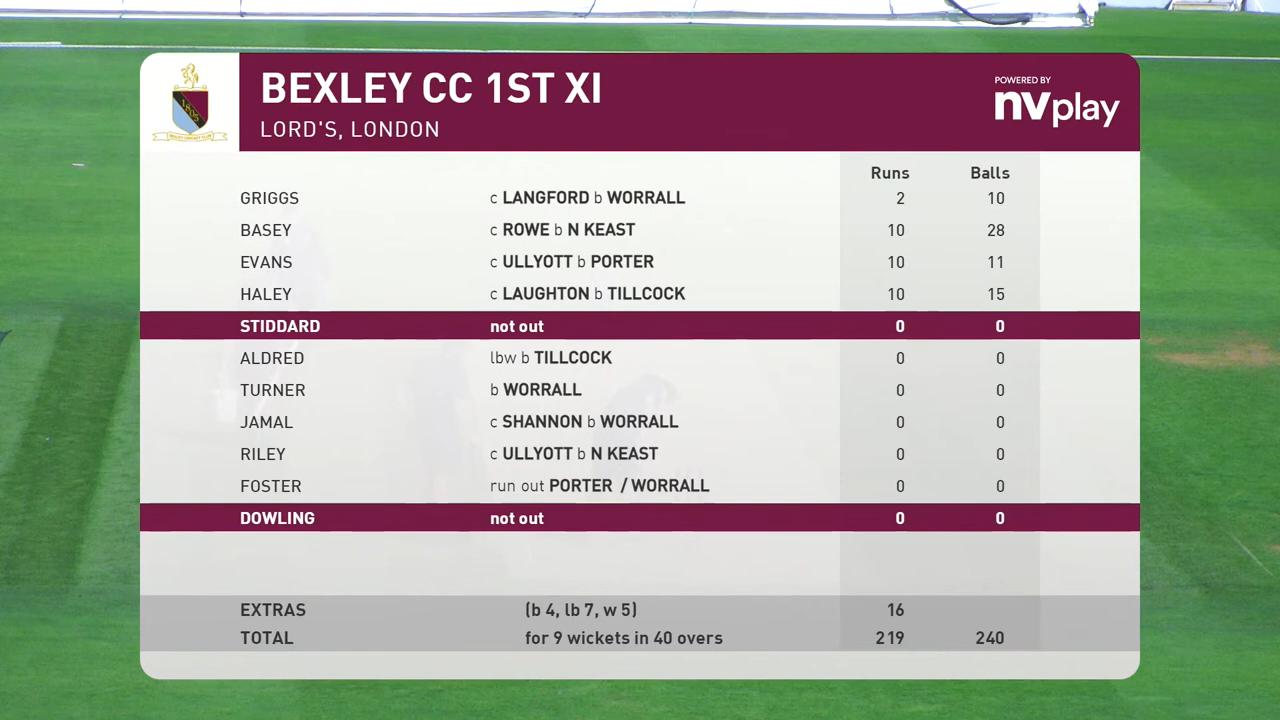 BEXLEY CC 1ST XI
LORD'S, LONDON
POWERED BY
nvplay
Runs Balls
GRIGGS c LANGFORD b WORRALL 2 10
BASEY c ROWE b N KEAST 10 28
EVANS c ULLYOTT b PORTER 10 11
HALEY c LAUGHTON b TILLCOCK 10 15
STIDDARD not out 0 0
ALDRED lbw b TILLCOCK 0 0
TURNER b WORRALL 0 0
JAMAL c SHANNON b WORRALL 0 0
RILEY c ULLYOTT b N KEAST 0 0
FOSTER run out PORTER / WORRALL 0 0
DOWLING not out 0 0
EXTRAS (b 4, lb 7, w 5) 16
TOTAL for 9 wickets in 40 overs 219 240